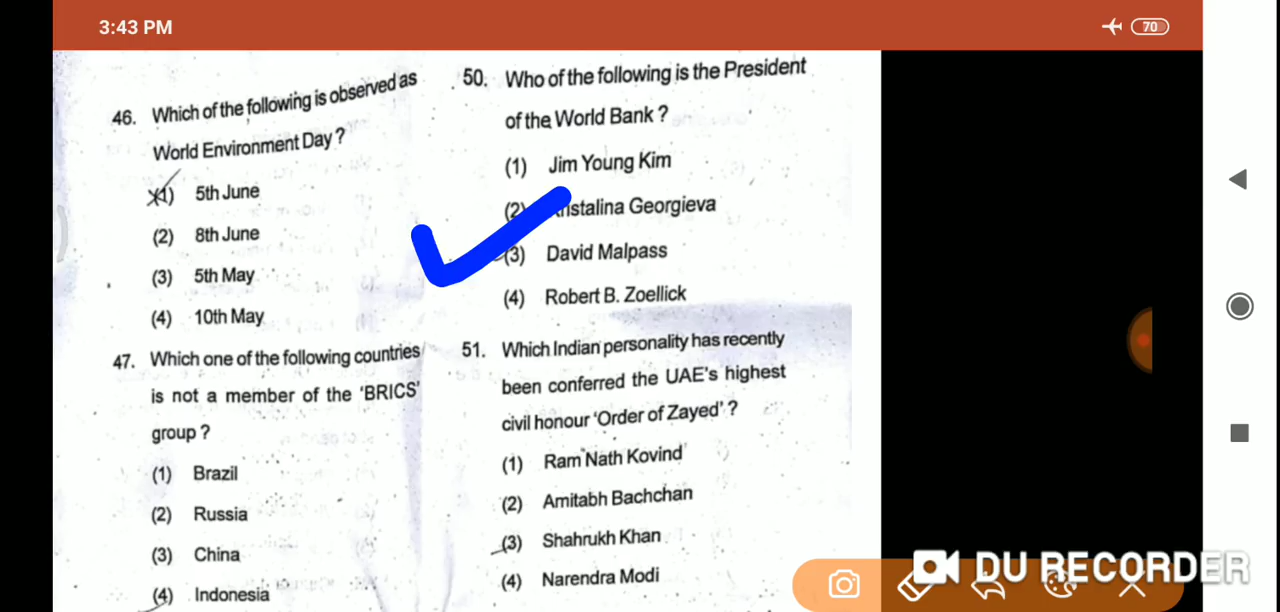 3:43 PM
70
46. Which of the following is observed as
World Environment Day ?
(1) 5th June
(2) 8th June
(3) 5th May
(4) 10th May
47. Which one of the following countries
is not a member of the ‘BRICS’
group ?
(1) Brazil
(2) Russia
(3) China
(4) Indonesia
50. Who of the following is the President
of the World Bank ?
(1) Jim Young Kim
(2) Georgieva
(3) David Malpass
(4) Robert B. Zoellick
51. Which Indian personality has recently
been conferred the UAE's highest
civil honour ‘Order of Zayed’ ?
(1) Ram Nath Kovind
(2) Amitabh Bachchan
(3) Shahrukh Khan
(4) Narendra Modi
DU RECORDER